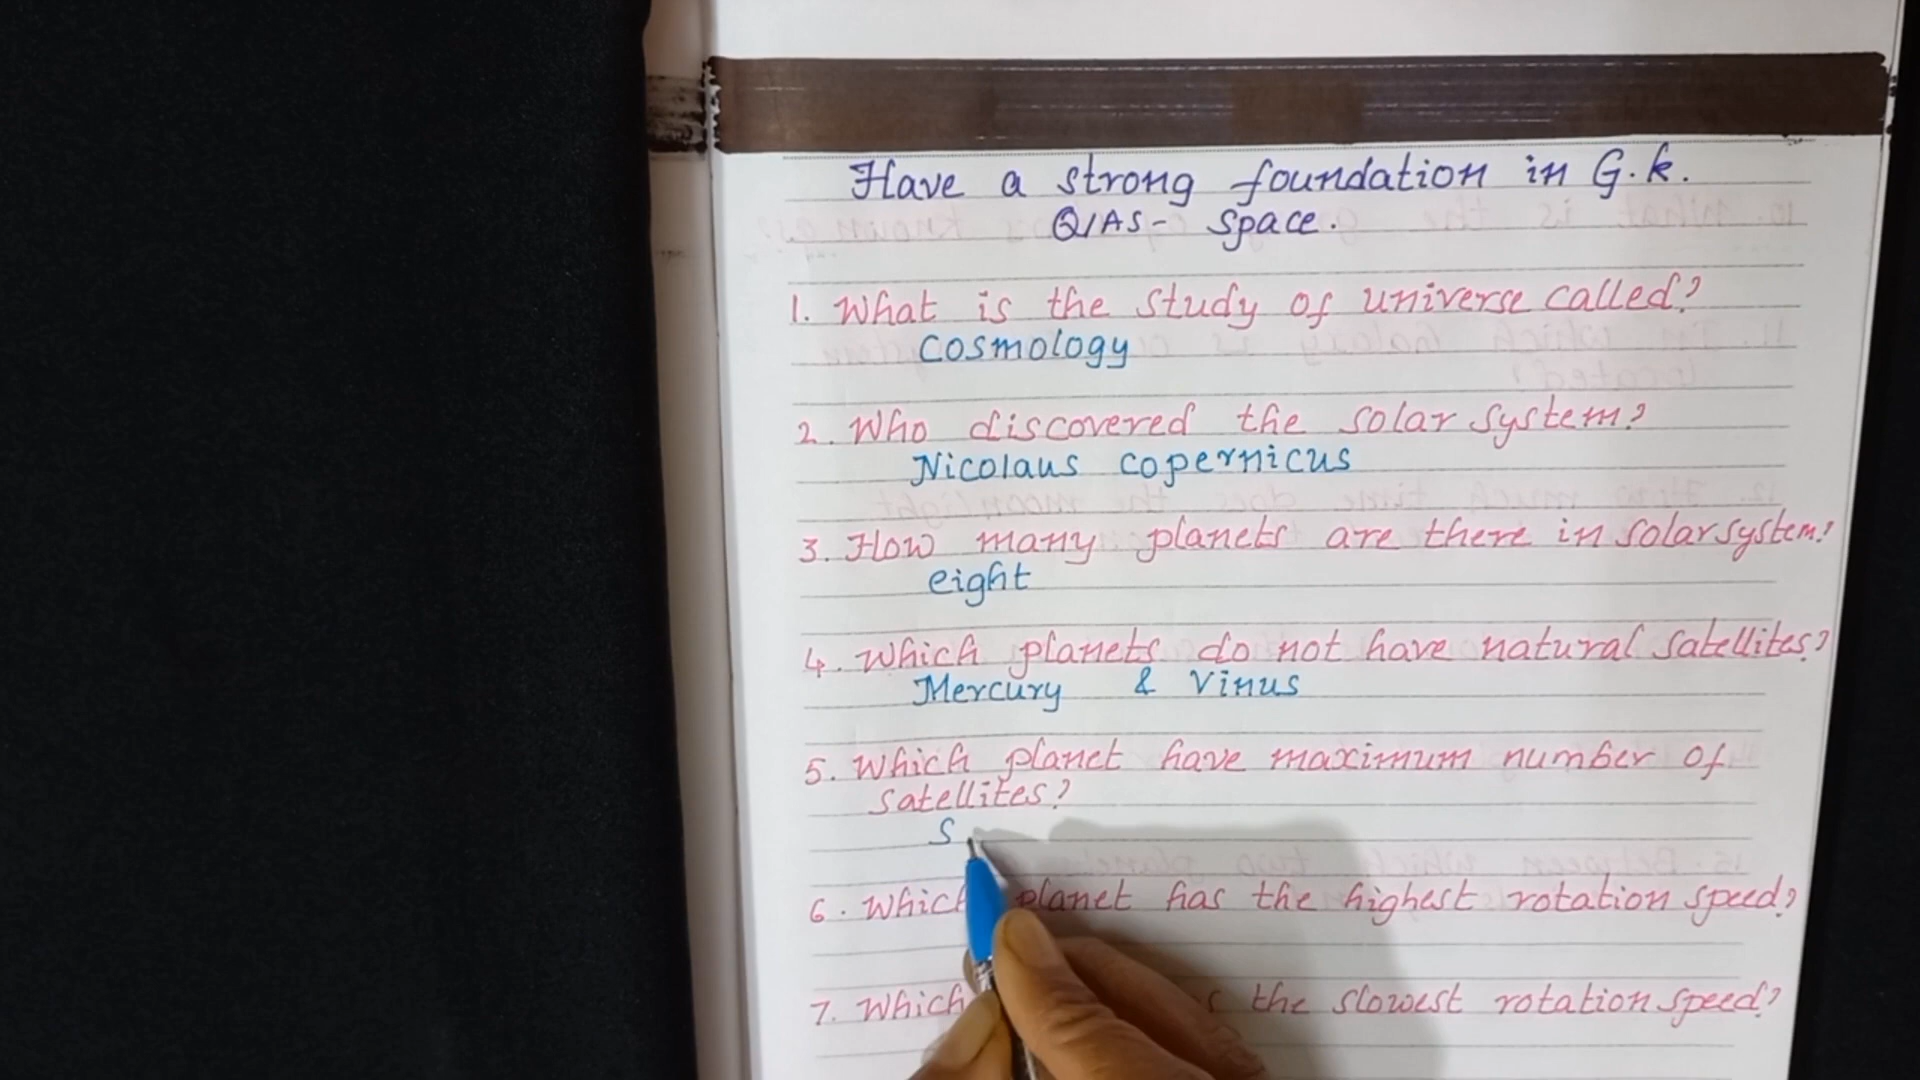 Have a strong foundation in G.k.
Q/AS - Space.
1. What is the study of universe called?
Cosmology
2. Who discovered the solar system?
Nicolaus copernicus
3. How many planets are there in solar system?
eight
4. Which planets do not have natural satellites?
Mercury & Vinus
5. Which planet have maximum number of
satellites?
S
6. Which planet has the highest rotation speed?
7. Which the slowest rotation speed?